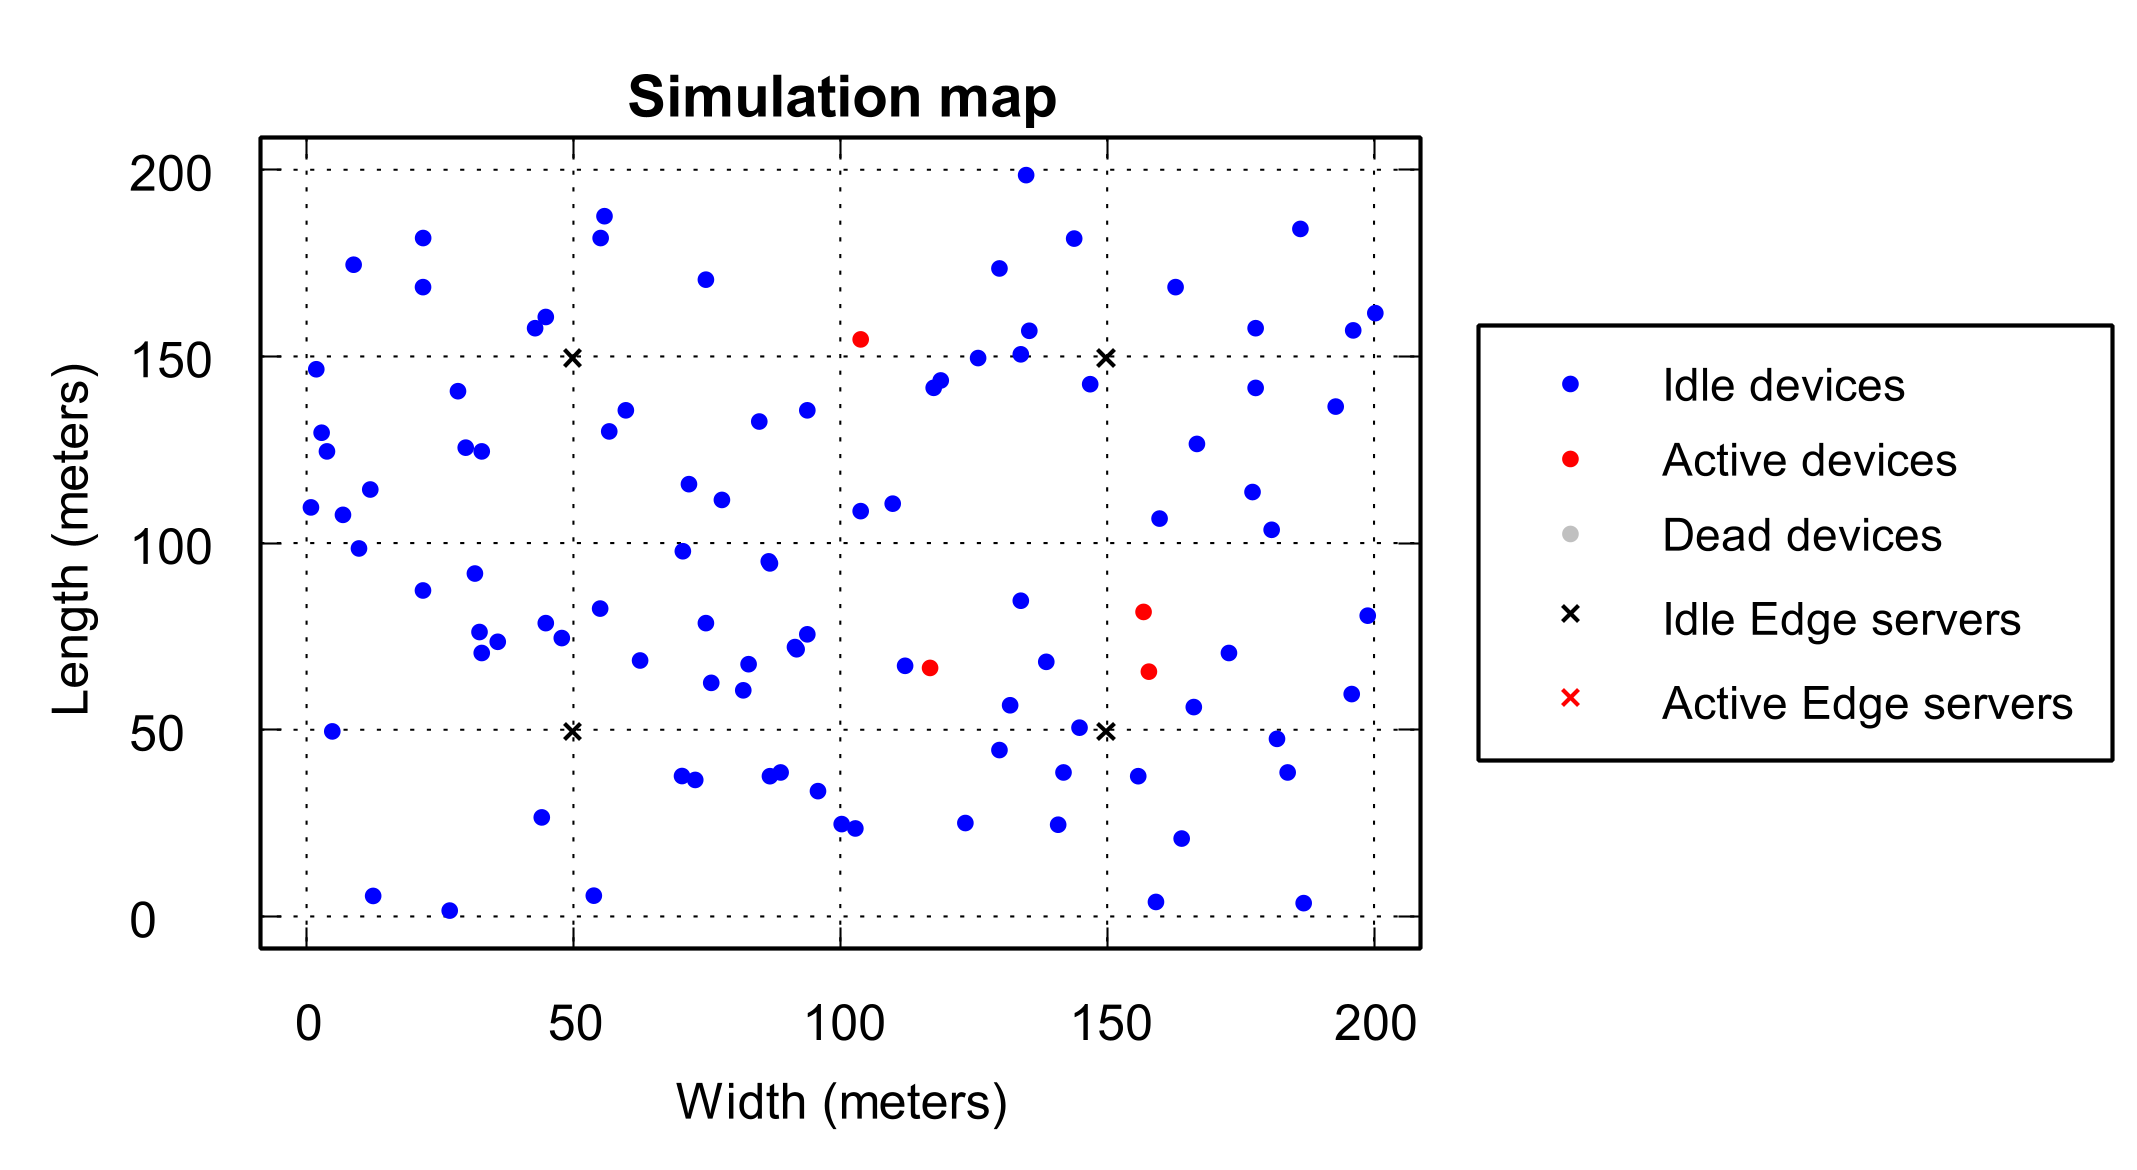 Simulation map
200
150
100
50
0
Length (meters)
0 50 100 150 200
Width (meters)
Idle devices
Active devices
Dead devices
Idle Edge servers
Active Edge servers